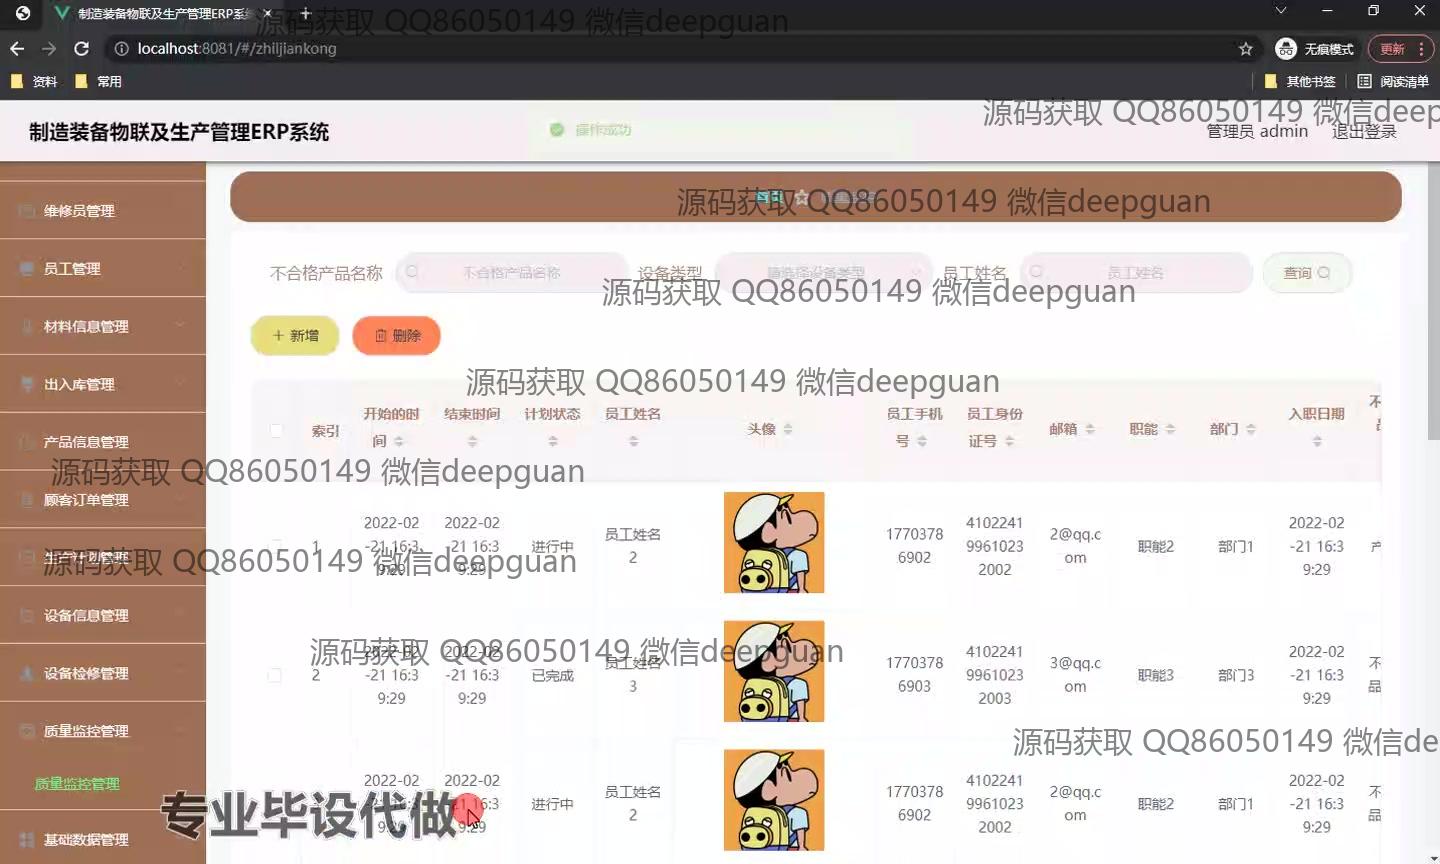 制造装备物联及生产管理ERP系统
源码获取 QQ86050149 微信deepguan
localhost:8081/#/zhiljiankong
无痕模式
更新
资料
常用
其他书签
阅读清单
源码获取 QQ86050149 微信deep
制造装备物联及生产管理ERP系统
操作成功
管理员 admin
退出登录
源码获取 QQ86050149 微信deepguan
首页
维修员管理
员工管理
材料信息管理
出入库管理
产品信息管理
顾客订单管理
生产计划管理
设备信息管理
设备检修管理
质量监控管理
质量监控管理
基础数据管理
不合格产品名称
不合格产品名称
设备类型
请选择设备类型
员工姓名
员工姓名
查询
源码获取 QQ86050149 微信deepguan
新增
删除
源码获取 QQ86050149 微信deepguan
索引 开始的时间 结束时间 计划状态 员工姓名 头像 员工手机号 员工身份证号 邮箱 职能 部门 入职日期 不
源码获取 QQ86050149 微信deepguan
1 2022-02-21 16:39:29 2022-02-21 16:39:29 进行中 员工姓名2 17703786902 410224199610232002 2@qq.com 职能2 部门1 2022-02-21 16:39:29
源码获取 QQ86050149 微信deepguan
2 2022-02-21 16:39:29 2022-02-21 16:39:29 已完成 员工姓名3 17703786903 410224199610232003 3@qq.com 职能3 部门3 2022-02-21 16:39:29 不品
源码获取 QQ86050149 微信deepguan
源码获取 QQ86050149 微信de
2022-02-21 16:39:29 2022-02-21 16:39:29 进行中 员工姓名2 17703786902 410224199610232002 2@qq.com 职能2 部门1 2022-02-21 16:39:29 不品
专业毕设代做